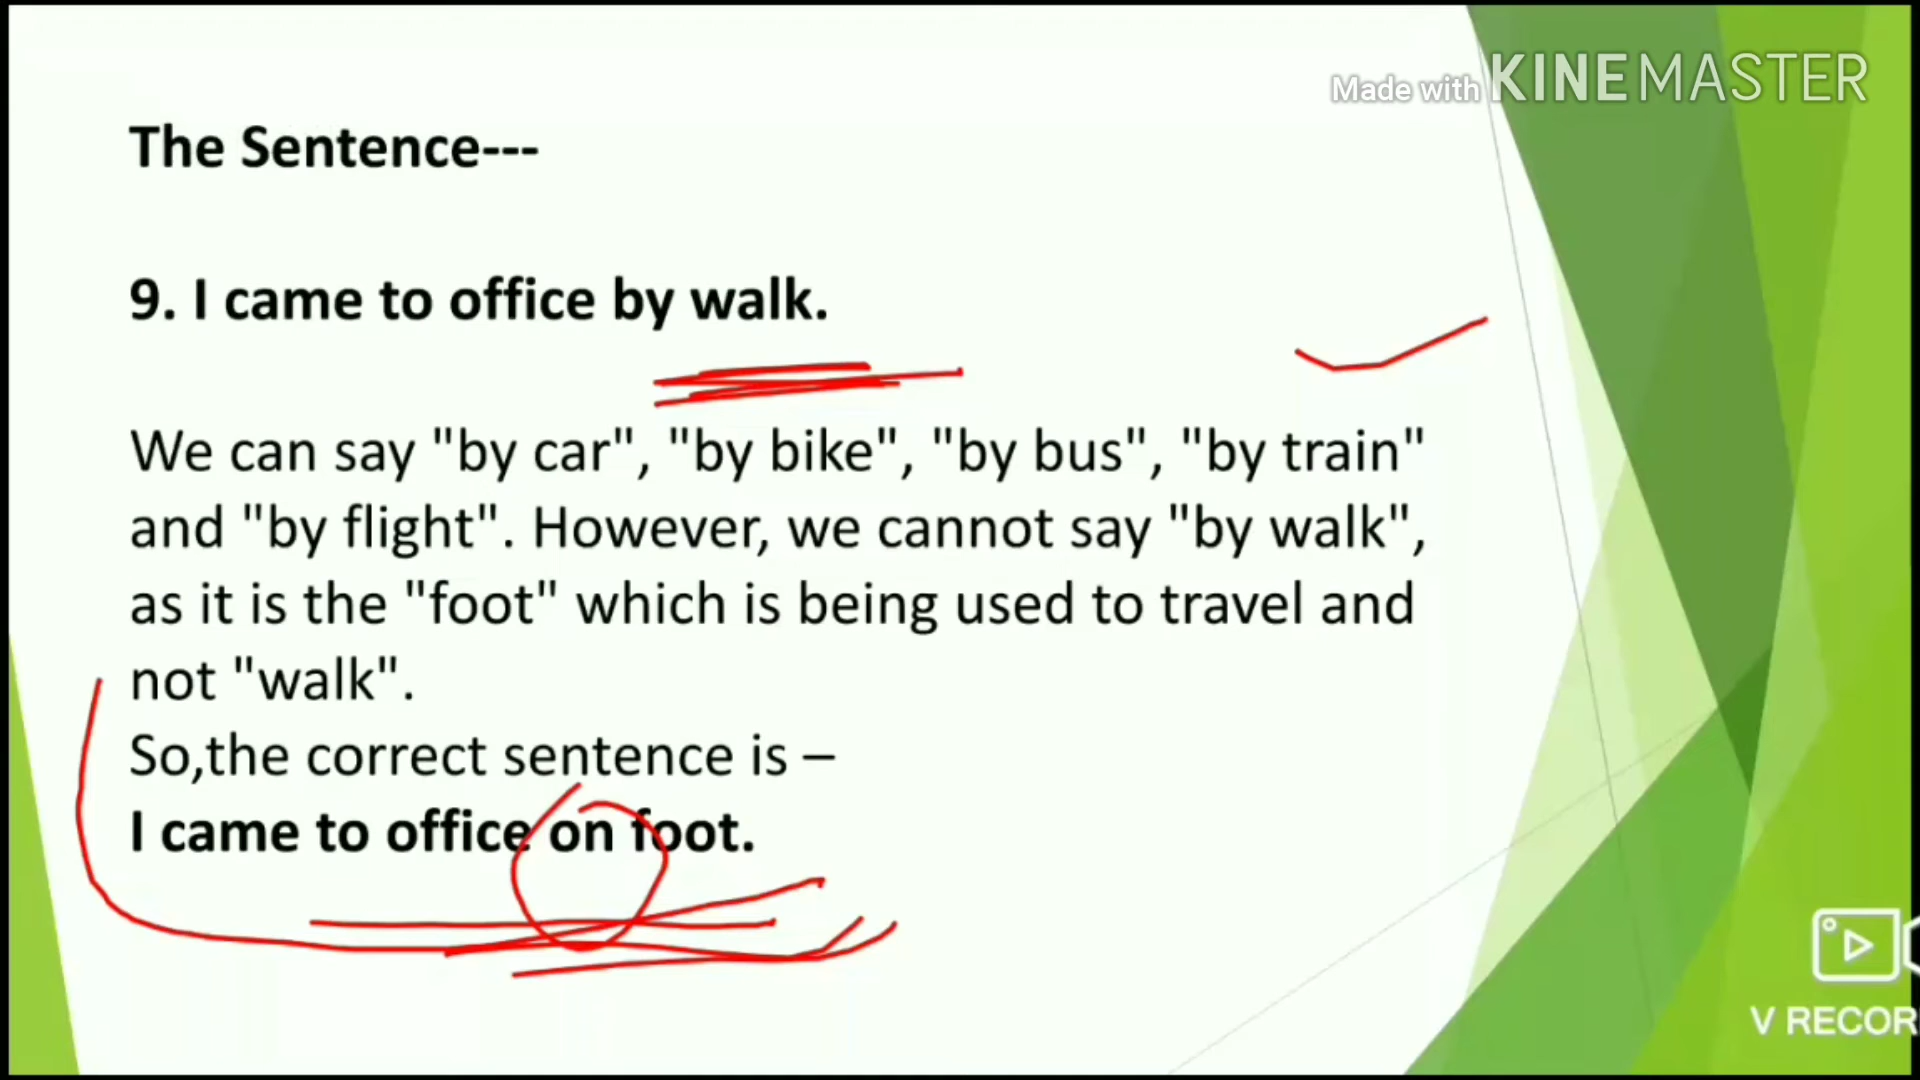 Made with KINEMASTER
The Sentence---
9. I came to office by walk.
We can say "by car", "by bike", "by bus", "by train"
and "by flight". However, we cannot say "by walk",
as it is the "foot" which is being used to travel and
not "walk".
So,the correct sentence is –
I came to office on foot.
V RECOR